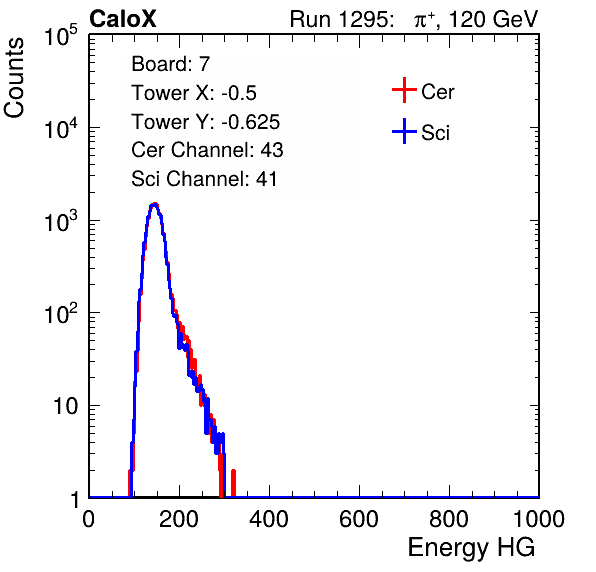 CaloX Run 1295: π⁺, 120 GeV
Counts
10⁵
10⁴
10³
10²
10
1
Board: 7
Tower X: -0.5
Tower Y: -0.625
Cer Channel: 43
Sci Channel: 41
Cer
Sci
0 200 400 600 800 1000
Energy HG